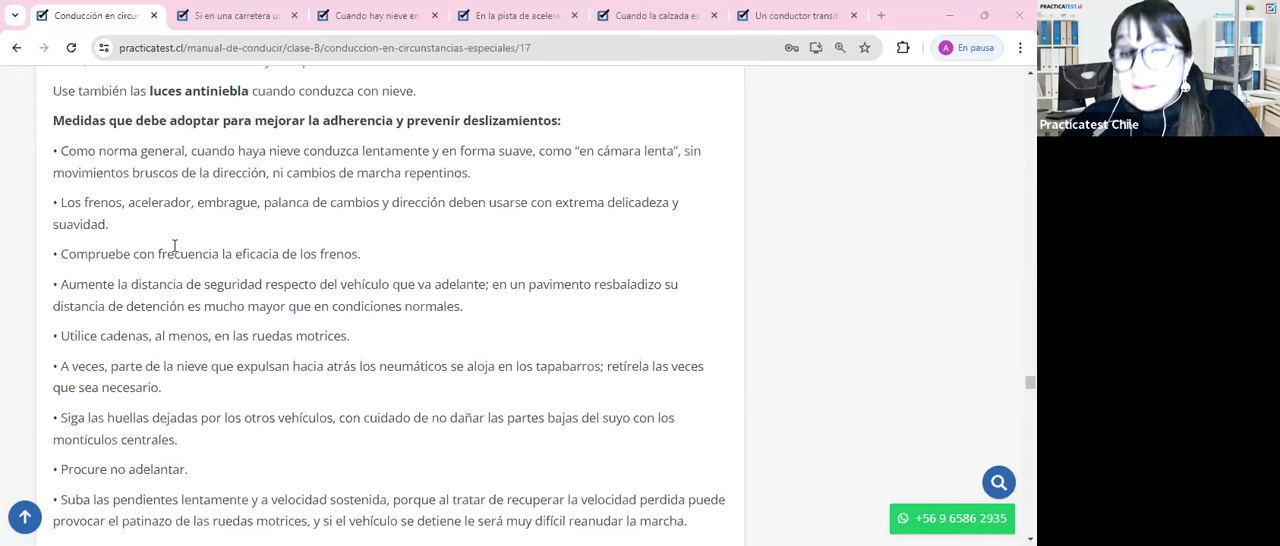 Conducción en circun
Si en una carretera us
Cuando hay nieve en
En la pista de acelera
Cuando la calzada es
Un conductor transit
practicatest.cl/manual-de-conducir/clase-B/conduccion-en-circunstancias-especiales/17
A En pausa
Use también las luces antiniebla cuando conduzca con nieve.
Medidas que debe adoptar para mejorar la adherencia y prevenir deslizamientos:
• Como norma general, cuando haya nieve conduzca lentamente y en forma suave, como “en cámara lenta”, sin
movimientos bruscos de la dirección, ni cambios de marcha repentinos.
• Los frenos, acelerador, embrague, palanca de cambios y dirección deben usarse con extrema delicadeza y
suavidad.
• Compruebe con frecuencia la eficacia de los frenos.
• Aumente la distancia de seguridad respecto del vehículo que va adelante; en un pavimento resbaladizo su
distancia de detención es mucho mayor que en condiciones normales.
• Utilice cadenas, al menos, en las ruedas motrices.
• A veces, parte de la nieve que expulsan hacia atrás los neumáticos se aloja en los tapabarros; retírela las veces
que sea necesario.
• Siga las huellas dejadas por los otros vehículos, con cuidado de no dañar las partes bajas del suyo con los
montículos centrales.
• Procure no adelantar.
• Suba las pendientes lentamente y a velocidad sostenida, porque al tratar de recuperar la velocidad perdida puede
provocar el patinazo de las ruedas motrices, y si el vehículo se detiene le será muy difícil reanudar la marcha.
+56 9 6586 2935
PRACTICATEST.cl
Practicatest Chile